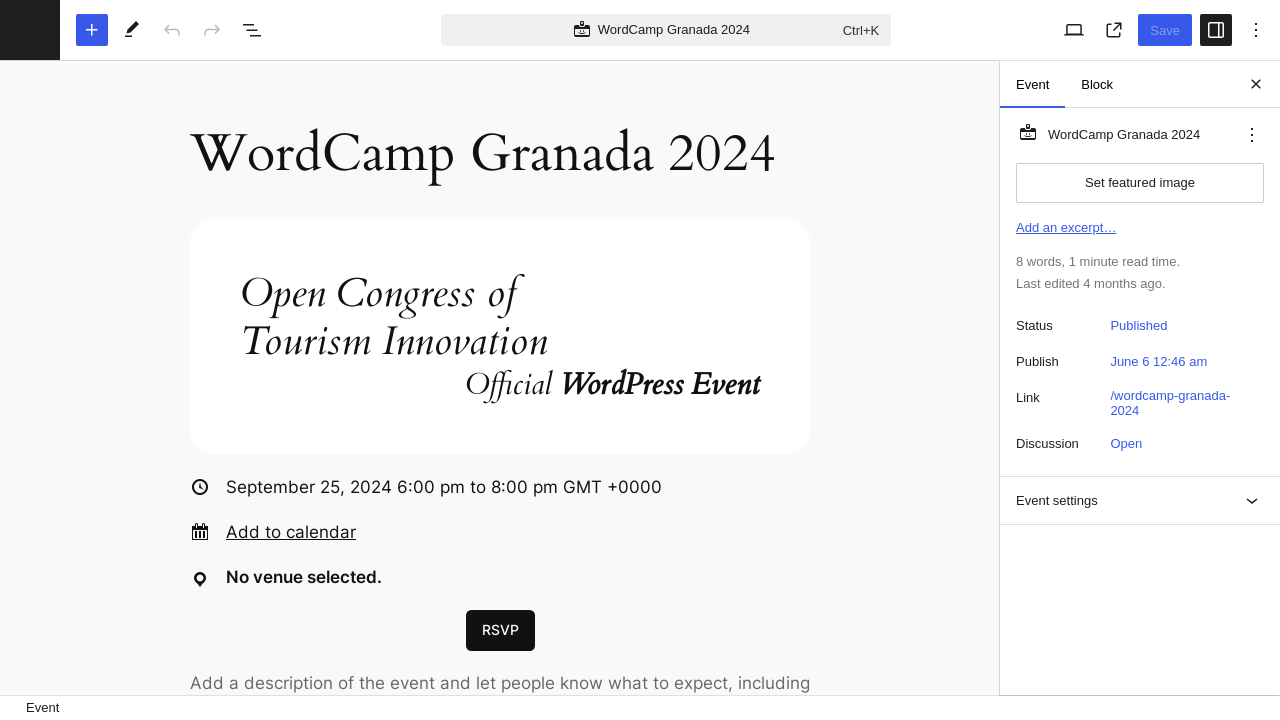 WordCamp Granada 2024
Ctrl+K
Save
Event
Block
WordCamp Granada 2024
WordCamp Granada 2024
Set featured image
Open Congress of
Tourism Innovation
Official WordPress Event
Add an excerpt…
8 words, 1 minute read time.
Last edited 4 months ago.
Status
Published
Publish
June 6 12:46 am
Link
/wordcamp-granada-
2024
Discussion
Open
September 25, 2024 6:00 pm to 8:00 pm GMT +0000
Event settings
Add to calendar
No venue selected.
RSVP
Add a description of the event and let people know what to expect, including
Event